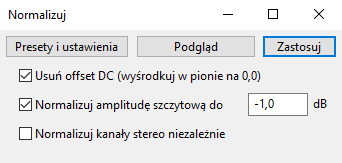 Normalizuj
Presety i ustawienia Podgląd Zastosuj
Usuń offset DC (wyśrodkuj w pionie na 0,0)
Normalizuj amplitudę szczytową do -1,0 dB
Normalizuj kanały stereo niezależnie